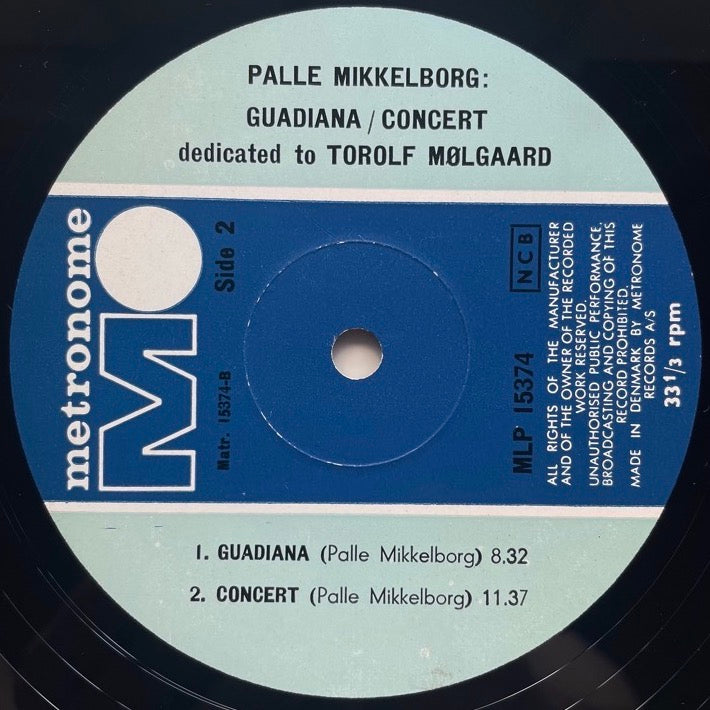 PALLE MIKKELBORG:
GUADIANA / CONCERT
dedicated to TOROLF MØLGAARD
metronome
M
Side 2
Matr. 15374-B
NCB
MLP 15374
ALL RIGHTS OF THE MANUFACTURER
AND OF THE OWNER OF THE RECORDED
WORK RESERVED.
UNAUTHORISED PUBLIC PERFORMANCE,
BROADCASTING AND COPYING OF THIS
RECORD PROHIBITED.
MADE IN DENMARK BY METRONOME
RECORDS A/S
33 1/3 rpm
1. GUADIANA (Palle Mikkelborg) 8.32
2. CONCERT (Palle Mikkelborg) 11.37